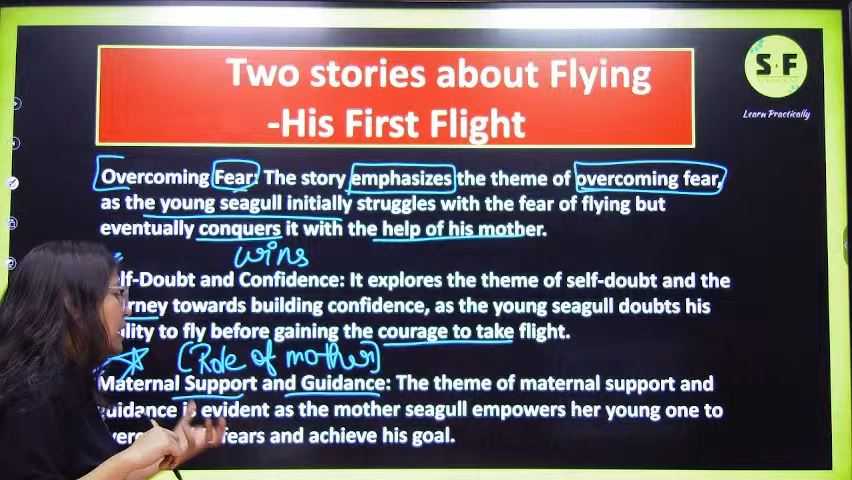 Two stories about Flying
-His First Flight
S F
Learn Practically
Overcoming Fear: The story emphasizes the theme of overcoming fear,
as the young seagull initially struggles with the fear of flying but
eventually conquers it with the help of his mother.
wins
lf-Doubt and Confidence: It explores the theme of self-doubt and the
rney towards building confidence, as the young seagull doubts his
lity to fly before gaining the courage to take flight.
(Role of mother)
Maternal Support and Guidance: The theme of maternal support and
guidance is evident as the mother seagull empowers her young one to
fears and achieve his goal.